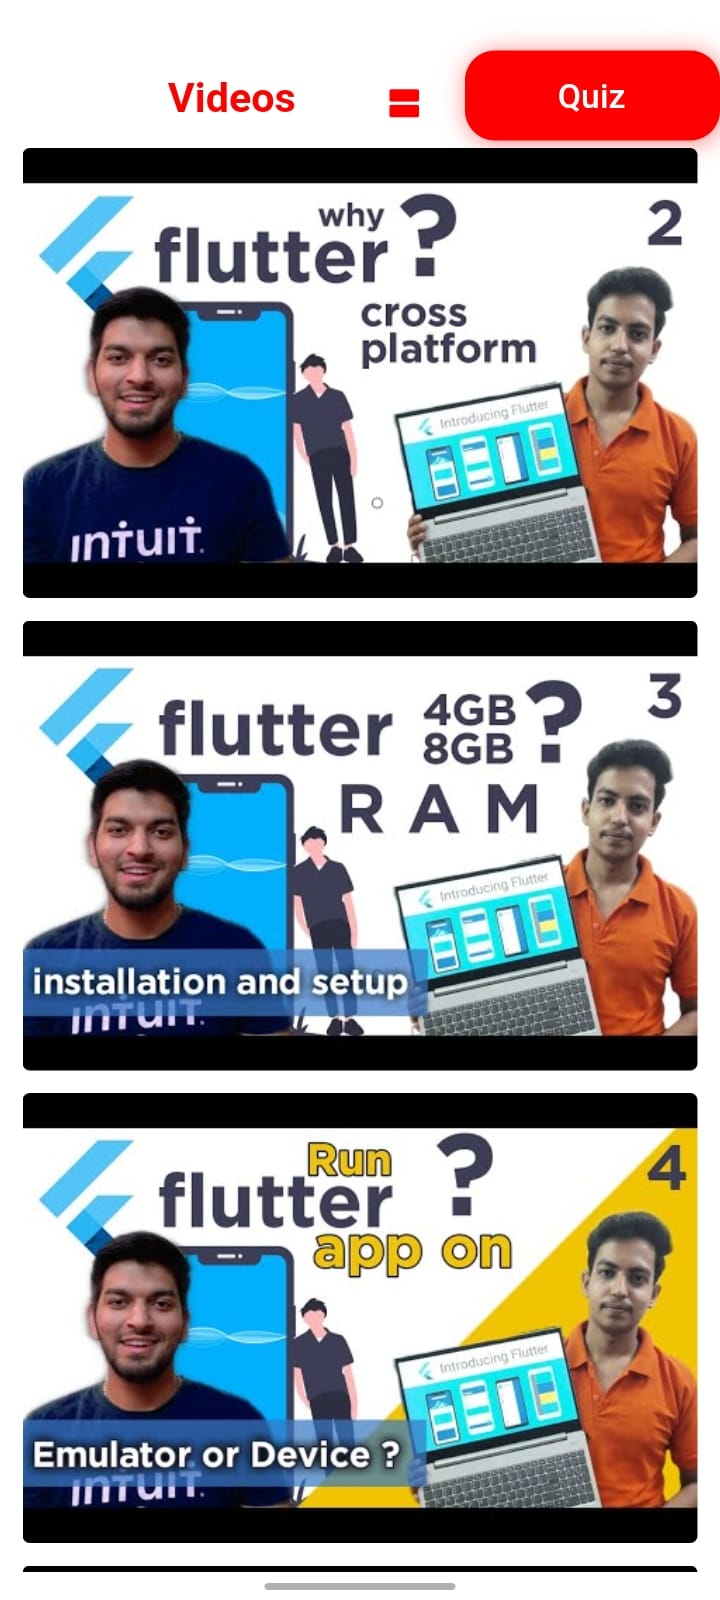 Videos
Quiz
why
flutter ?
2
cross
platform
Introducing Flutter
INTUIT.
flutter
4GB
8GB
?
3
RAM
Introducing Flutter
installation and setup
INTUIT.
Run
flutter ?
4
app on
Introducing Flutter
Emulator or Device ?
INTUIT.